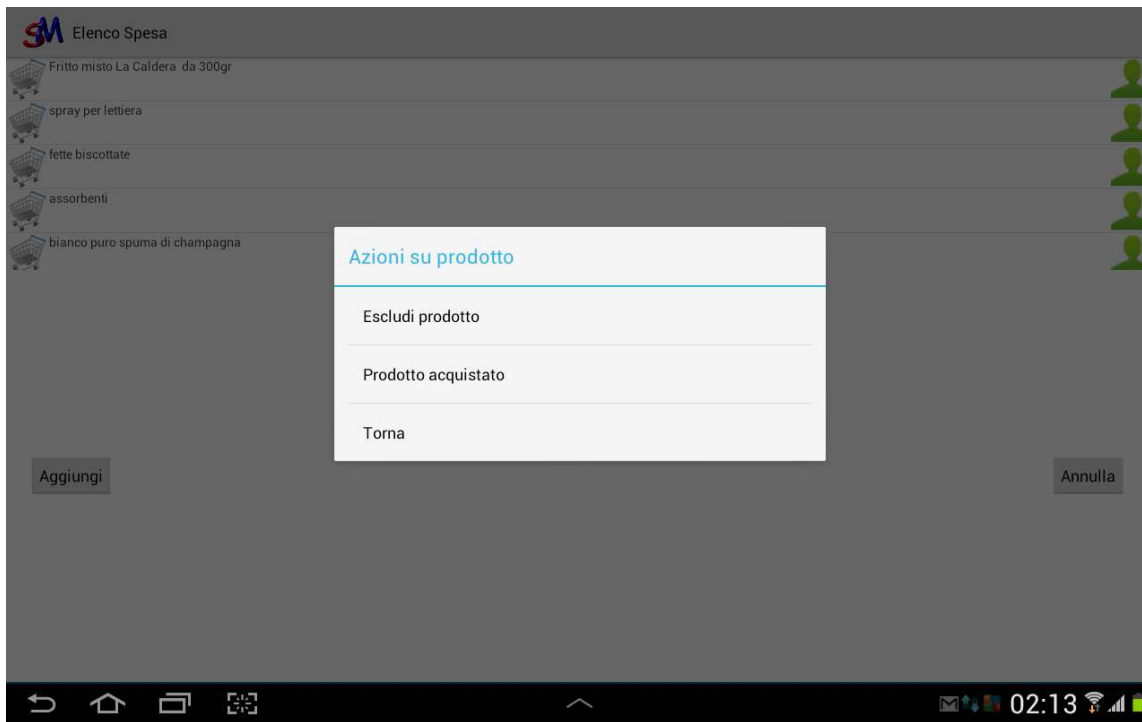 SM Elenco Spesa
Fritto misto La Caldera da 300gr
spray per lettiera
fette biscottate
assorbenti
bianco puro spuma di champagna
Azioni su prodotto
Escludi prodotto
Prodotto acquistato
Torna
Aggiungi
Annulla
02:13